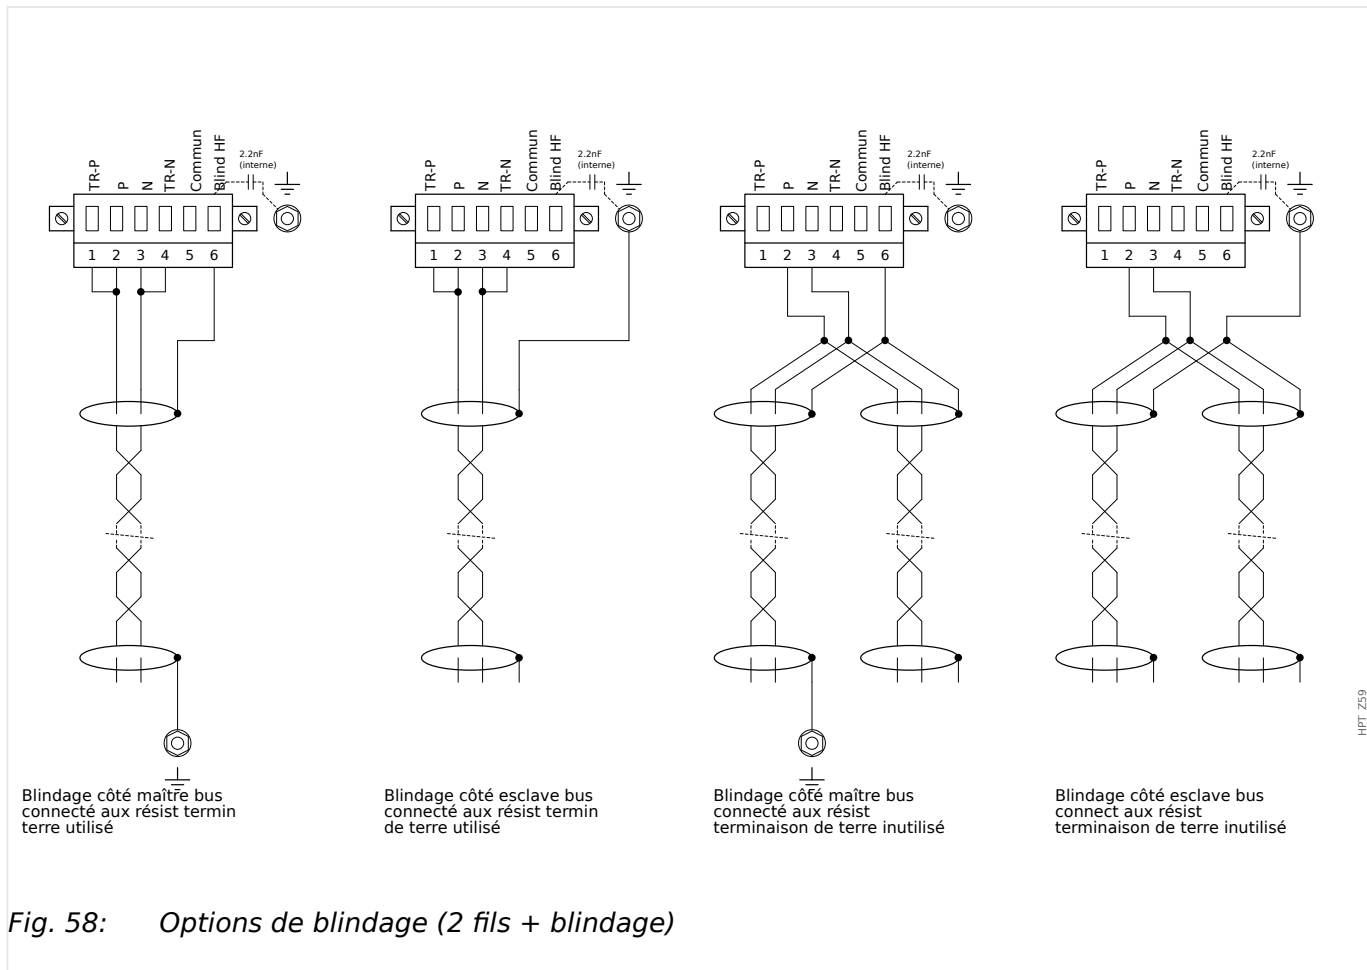 TR-P P N TR-N Commun Blind HF 2.2nF (interne)
1 2 3 4 5 6
TR-P P N TR-N Commun Blind HF 2.2nF (interne)
1 2 3 4 5 6
TR-P P N TR-N Commun Blind HF 2.2nF (interne)
1 2 3 4 5 6
TR-P P N TR-N Commun Blind HF 2.2nF (interne)
1 2 3 4 5 6
HPT Z59
Blindage côté maître bus
connecté aux résist termin
terre utilisé
Blindage côté esclave bus
connecté aux résist termin
de terre utilisé
Blindage côté maître bus
connecté aux résist
terminaison de terre inutilisé
Blindage côté esclave bus
connect aux résist
terminaison de terre inutilisé
Fig. 58: Options de blindage (2 fils + blindage)